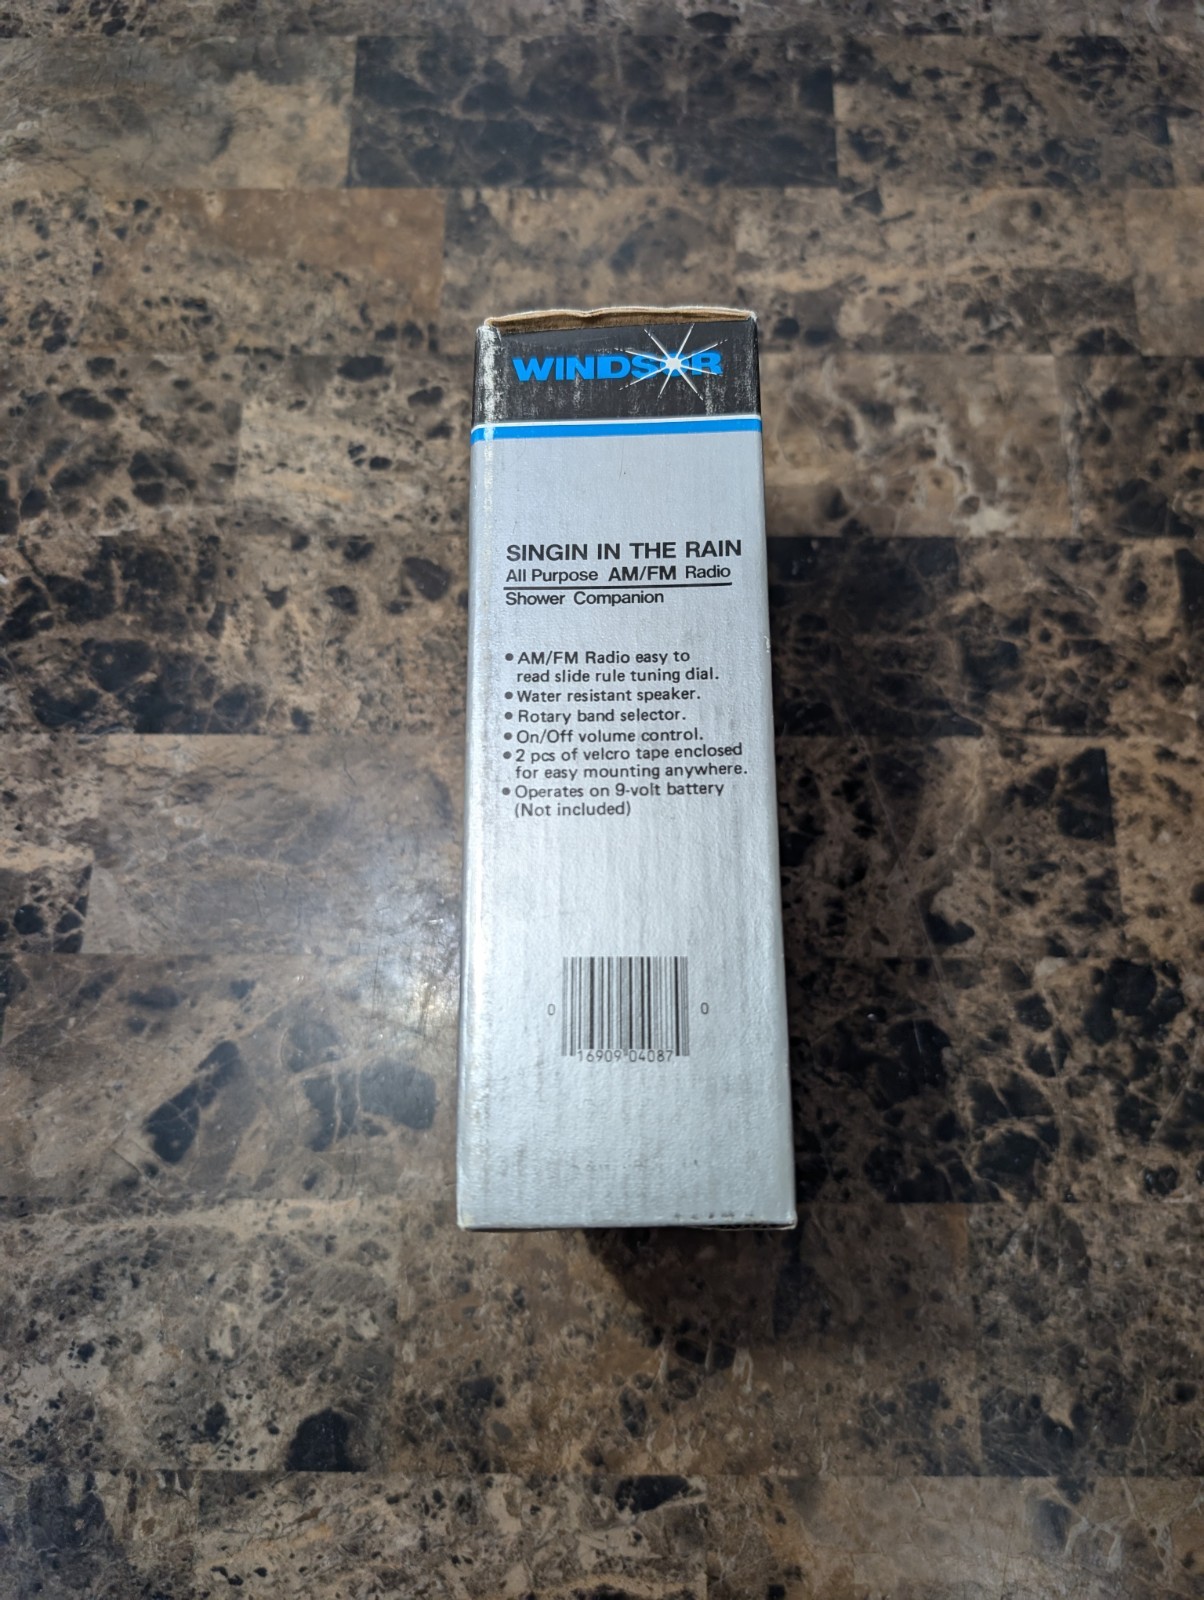 WINDSOR
SINGIN IN THE RAIN
All Purpose AM/FM Radio
Shower Companion
• AM/FM Radio easy to
read slide rule tuning dial.
• Water resistant speaker.
• Rotary band selector.
• On/Off volume control.
• 2 pcs of velcro tape enclosed
for easy mounting anywhere.
• Operates on 9-volt battery
(Not included)
0 16909 04087 0